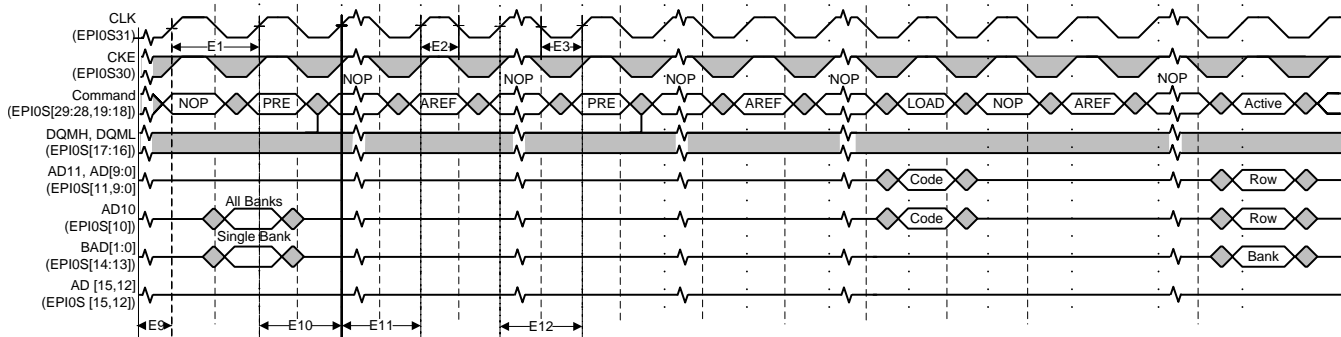 CLK
(EPI0S31)
E1
E2
E3
CKE
(EPI0S30)
NOP
NOP
NOP
NOP
NOP
Command
(EPI0S[29:28,19:18])
NOP
PRE
AREF
PRE
AREF
LOAD
NOP
AREF
Active
DQMH, DQML
(EPI0S[17:16])
AD11, AD[9:0]
(EPI0S[11,9:0]
Code
Row
All Banks
AD10
(EPI0S[10])
Code
Row
Single Bank
BAD[1:0]
(EPI0S[14:13])
Bank
AD [15,12]
(EPI0S [15,12])
E9
E10
E11
E12